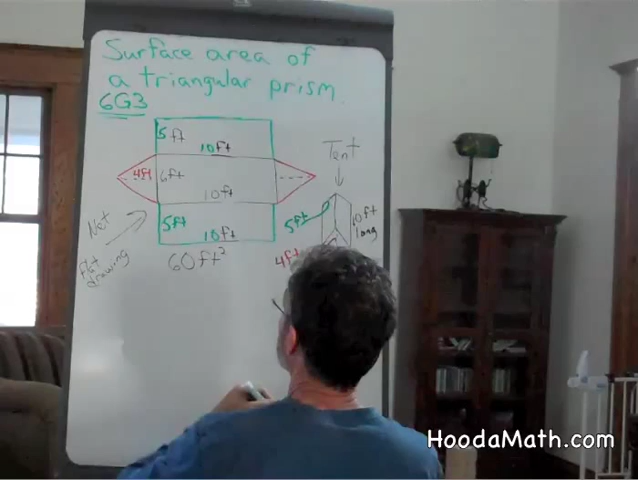 Surface area of
a triangular prism
6G3
5ft
10ft
Tent
4ft
6ft
10ft
5ft
10ft
long
Net
5ft
10ft
Flat
drawing
60ft²
4ft
HoodaMath.com